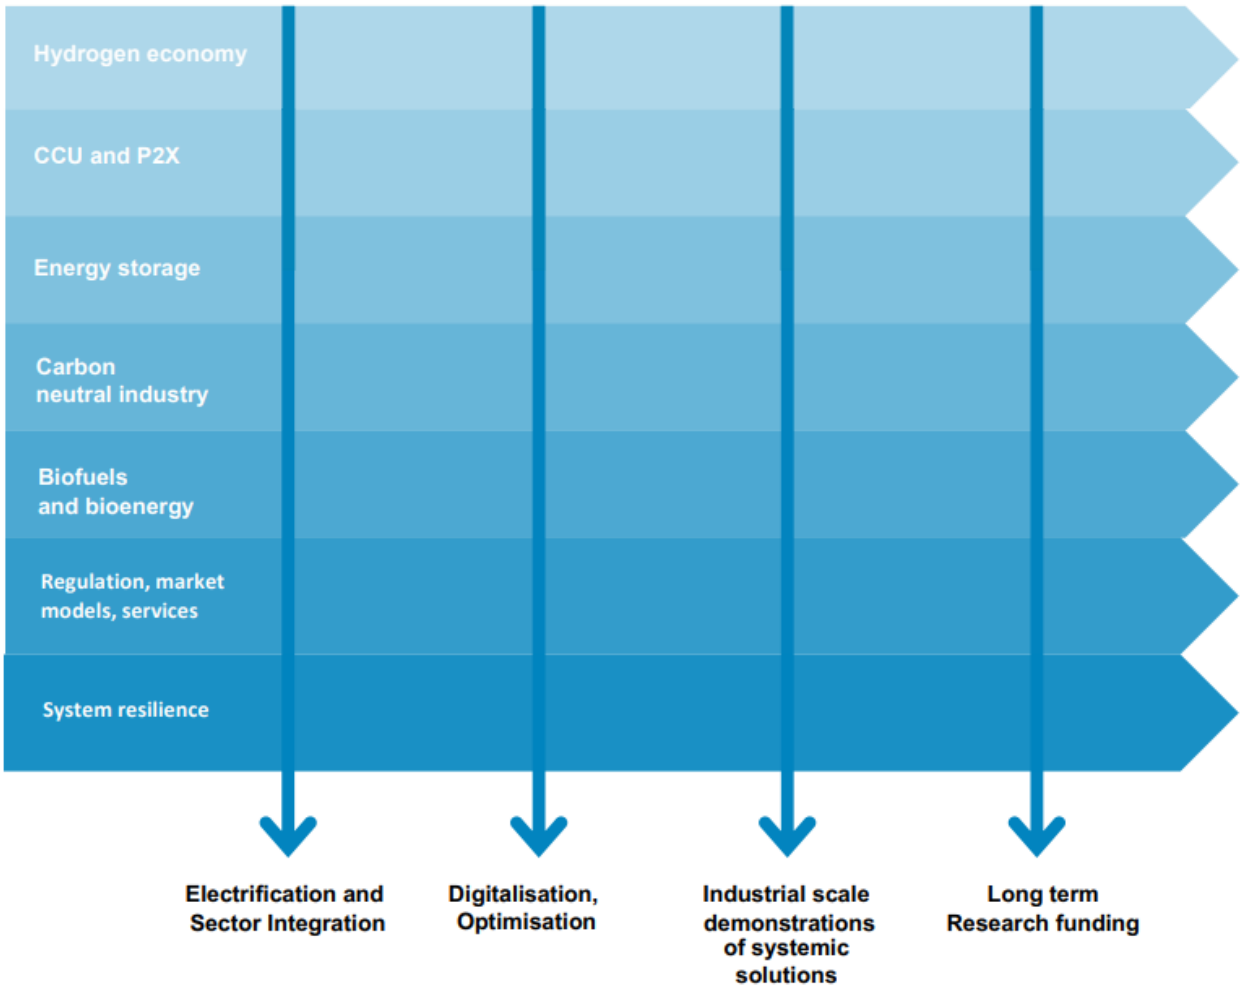 Hydrogen economy
CCU and P2X
Energy storage
Carbon
neutral industry
Biofuels
and bioenergy
Regulation, market
models, services
System resilience
Electrification and
Sector Integration
Digitalisation,
Optimisation
Industrial scale
demonstrations
of systemic
solutions
Long term
Research funding